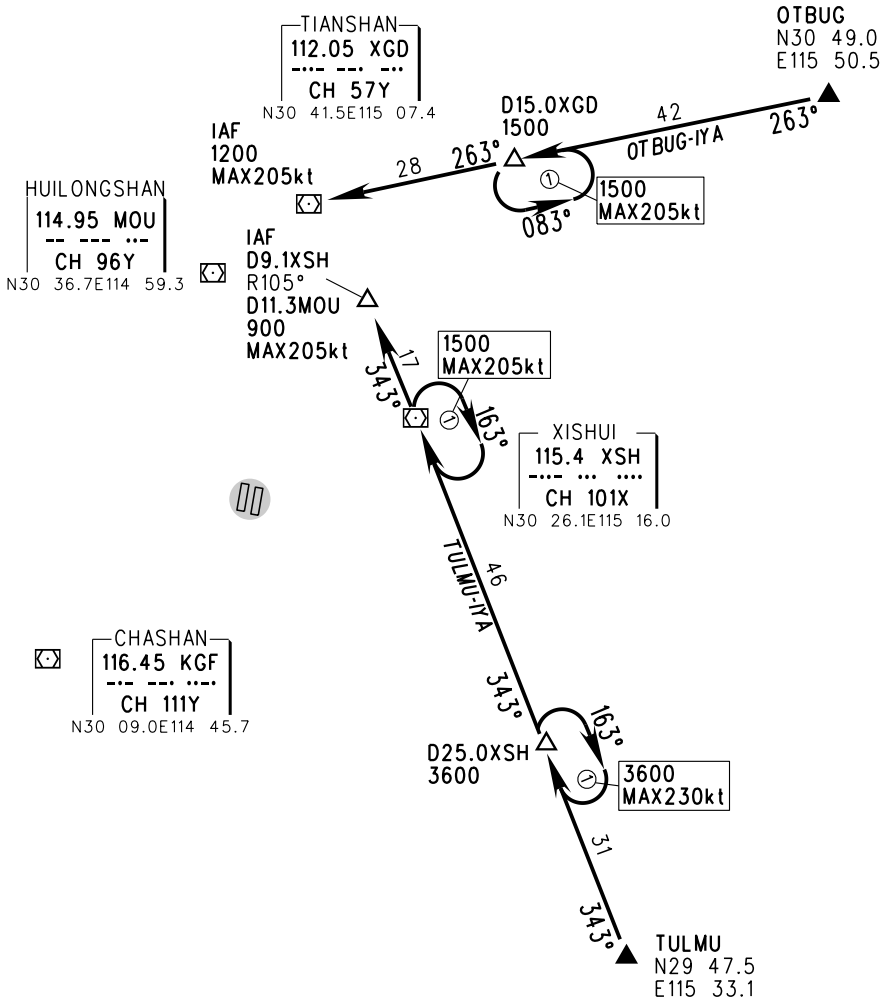 OTBUG
N30 49.0
E115 50.5
TIANSHAN
112.05 XGD
-··- --· -··
CH 57Y
N30 41.5E115 07.4
D15.0XGD
1500
42
263°
OTBUG-IYA
IAF
1200
MAX205kt
28
263°
083°
1
1500
MAX205kt
HUILONGSHAN
114.95 MOU
-- --- ··-
CH 96Y
N30 36.7E114 59.3
IAF
D9.1XSH
R105°
D11.3MOU
900
MAX205kt
17
343°
1500
MAX205kt
1
163°
XISHUI
115.4 XSH
-··- ··· ····
CH 101X
N30 26.1E115 16.0
46
TULMU-IYA
343°
CHASHAN
116.45 KGF
-·- --· ··-·
CH 111Y
N30 09.0E114 45.7
163°
D25.0XSH
3600
1
3600
MAX230kt
31
343°
TULMU
N29 47.5
E115 33.1